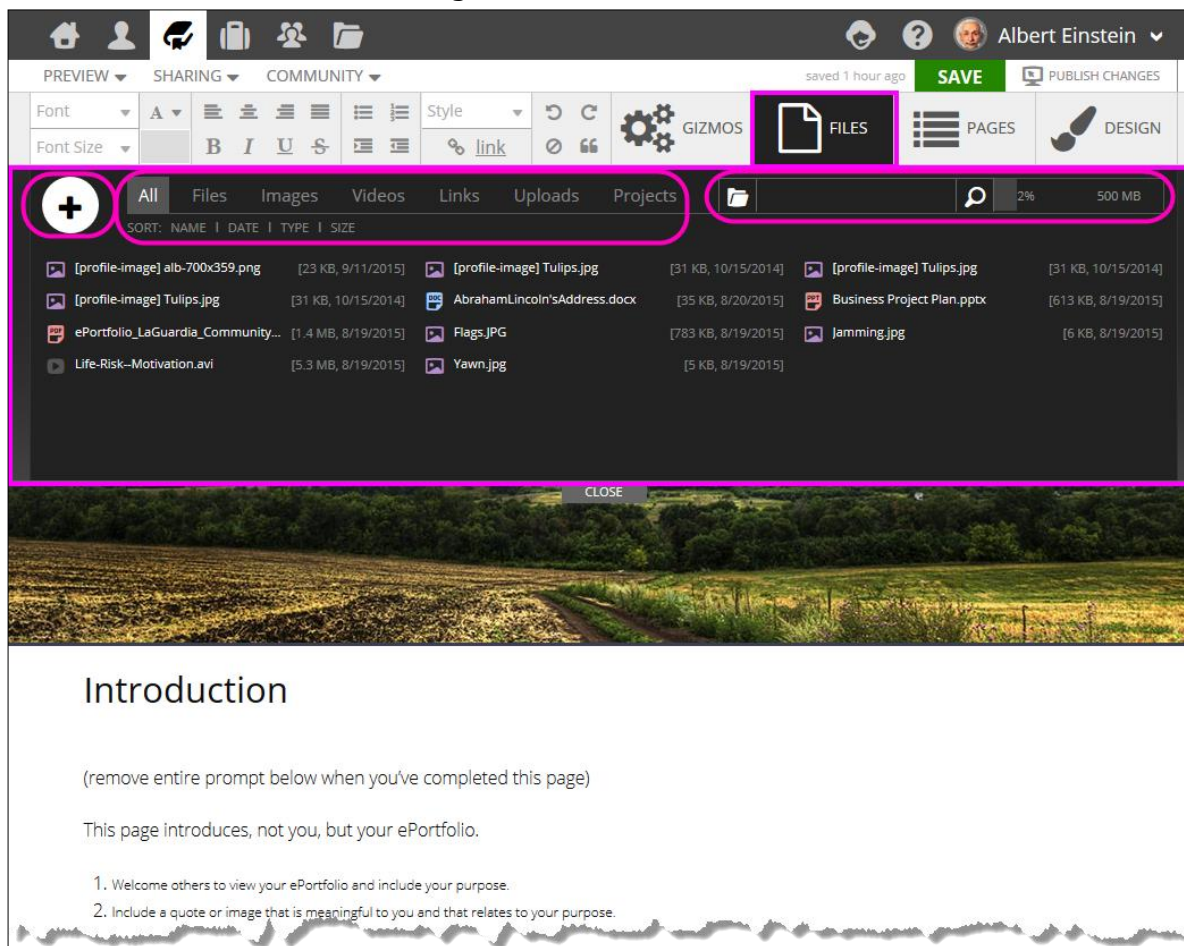 Albert Einstein
PREVIEW SHARING COMMUNITY saved 1 hour ago SAVE PUBLISH CHANGES
Font A Style GIZMOS FILES PAGES DESIGN
Font Size B I U S link
All Files Images Videos Links Uploads Projects 2% 500 MB
SORT: NAME | DATE | TYPE | SIZE
[profile-image] alb-700x359.png [23 KB, 9/11/2015] [profile-image] Tulips.jpg [31 KB, 10/15/2014] [profile-image] Tulips.jpg [31 KB, 10/15/2014]
[profile-image] Tulips.jpg [31 KB, 10/15/2014] DOC AbrahamLincoln'sAddress.docx [35 KB, 8/20/2015] PPT Business Project Plan.pptx [613 KB, 8/19/2015]
PDF ePortfolio_LaGuardia_Community... [1.4 MB, 8/19/2015] Flags.JPG [783 KB, 8/19/2015] Jamming.jpg [6 KB, 8/19/2015]
Life-Risk--Motivation.avi [5.3 MB, 8/19/2015] Yawn.jpg [5 KB, 8/19/2015]
CLOSE
Introduction
(remove entire prompt below when you've completed this page)
This page introduces, not you, but your ePortfolio.
1. Welcome others to view your ePortfolio and include your purpose.
2. Include a quote or image that is meaningful to you and that relates to your purpose.